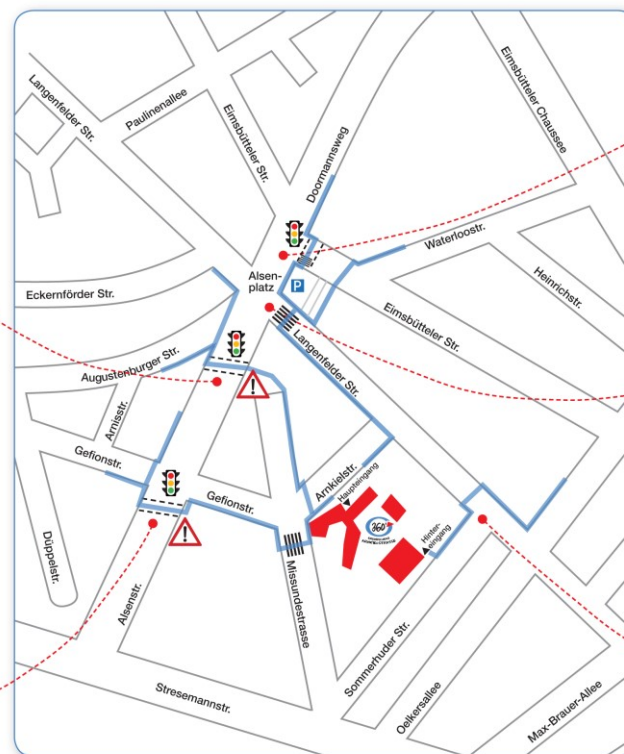 Langenfelder Str.
Paulinenallee
Eimsbütteler Str.
Doormannsweg
Eimsbütteler Chaussee
Waterloostr.
Heinrichstr.
Alsen-
platz
P
Eckernförder Str.
Eimsbütteler Str.
Langenfelder Str.
Augustenburger Str.
!
Arnisstr.
Gefionstr.
Gefionstr.
Arnkielstr.
Haupteingang
360°
Hinter-
eingang
!
Düppelstr.
Alsenstr.
Missundestrasse
Sommerhuder Str.
Oelkersallee
Max-Brauer-Allee
Stresemannstr.